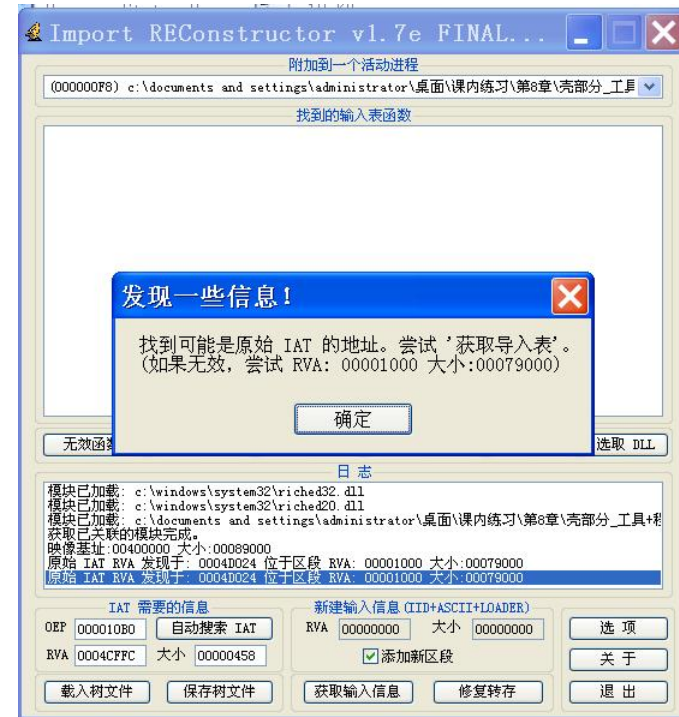 Import REConstructor v1.7e FINAL...
附加到一个活动进程
(000000F8) c:\documents and settings\administrator\桌面\课内练习\第8章\壳部分_工具
找到的输入表函数
发现一些信息!
找到可能是原始 IAT 的地址。尝试 '获取导入表'。
(如果无效, 尝试 RVA: 00001000 大小:00079000)
确定
无效函数 选取 DLL
日 志
模块已加载: c:\windows\system32\riched32.dll
模块已加载: c:\windows\system32\riched20.dll
模块已加载: c:\documents and settings\administrator\桌面\课内练习\第8章\壳部分_工具+
获取已关联的模块完成。
映像基址:00400000 大小:00089000
原始 IAT RVA 发现于: 0004D024 位于区段 RVA: 00001000 大小:00079000
原始 IAT RVA 发现于: 0004D024 位于区段 RVA: 00001000 大小:00079000
IAT 需要的信息 新建输入信息 (IID+ASCII+LOADER)
OEP 000010B0 自动搜索 IAT RVA 00000000 大小 00000000 选 项
RVA 0004CFFC 大小 00000458 添加新区段 关 于
载入树文件 保存树文件 获取输入信息 修复转存 退 出